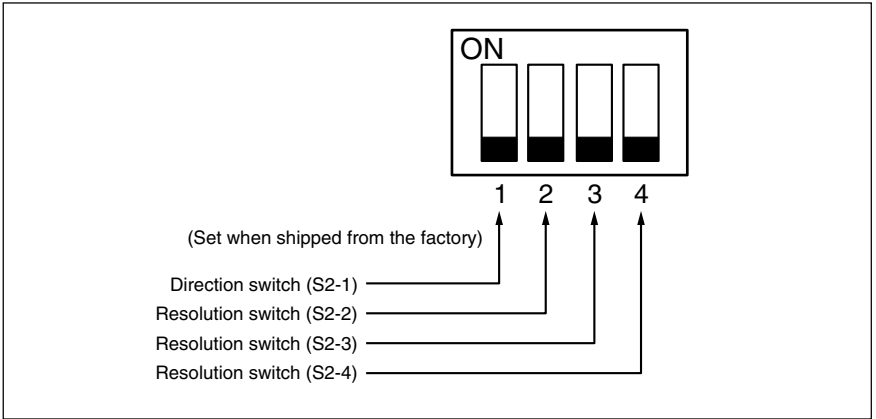 ON
1 2 3 4
(Set when shipped from the factory)
Direction switch (S2-1)
Resolution switch (S2-2)
Resolution switch (S2-3)
Resolution switch (S2-4)